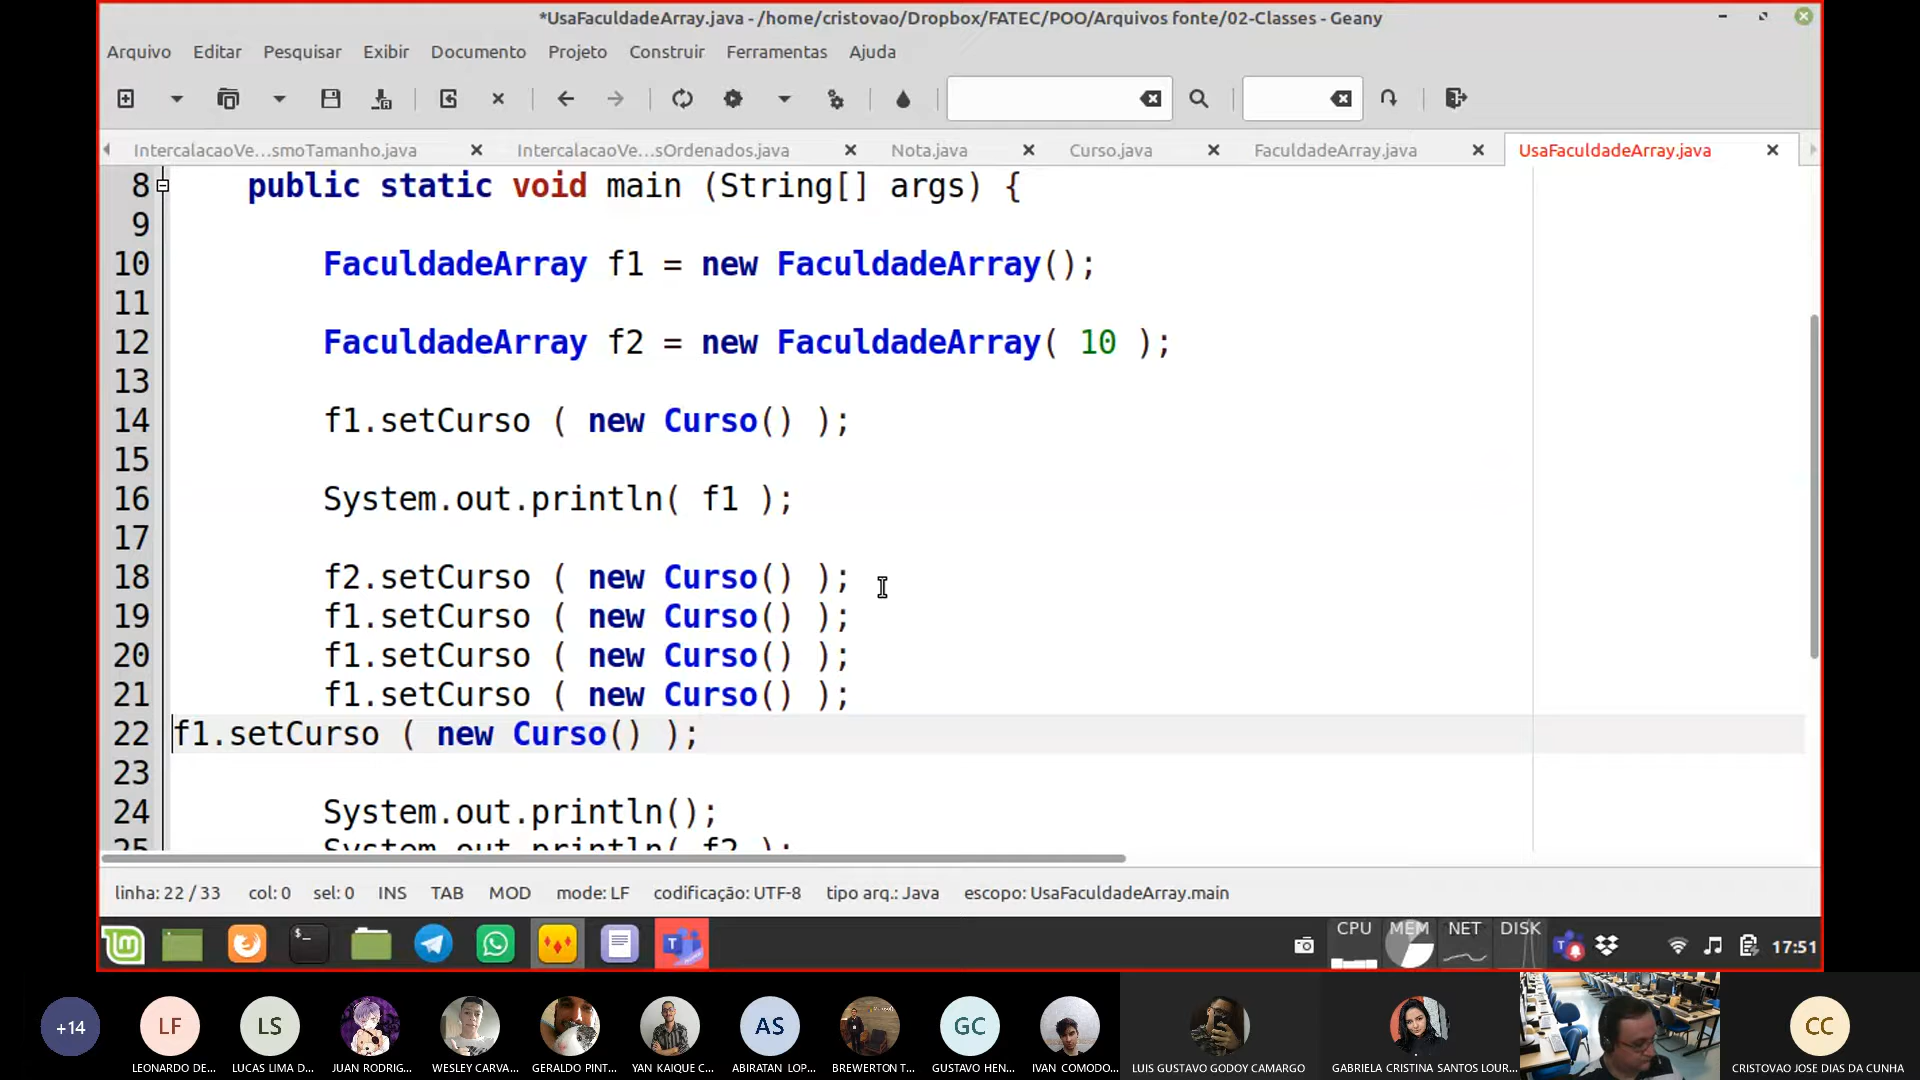 *UsaFaculdadeArray.java - /home/cristovao/Dropbox/FATEC/POO/Arquivos fonte/02-Classes - Geany
Arquivo Editar Pesquisar Exibir Documento Projeto Construir Ferramentas Ajuda
IntercalacaoVe...smoTamanho.java IntercalacaoVe...sOrdenados.java Nota.java Curso.java FaculdadeArray.java UsaFaculdadeArray.java
8 public static void main (String[] args) {
9
10 FaculdadeArray f1 = new FaculdadeArray();
11
12 FaculdadeArray f2 = new FaculdadeArray( 10 );
13
14 f1.setCurso ( new Curso() );
15
16 System.out.println( f1 );
17
18 f2.setCurso ( new Curso() );
19 f1.setCurso ( new Curso() );
20 f1.setCurso ( new Curso() );
21 f1.setCurso ( new Curso() );
22 f1.setCurso ( new Curso() );
23
24 System.out.println();
25 System.out.println( f2 );
linha: 22 / 33 col: 0 sel: 0 INS TAB MOD mode: LF codificação: UTF-8 tipo arq.: Java escopo: UsaFaculdadeArray.main
CPU MEM NET DISK 17:51
+14 LF LS AS GC CC
LEONARDO DE... LUCAS LIMA D... JUAN RODRIG... WESLEY CARVA... GERALDO PINT... YAN KAIQUE C... ABIRATAN LOP... BREWERTON T... GUSTAVO HEN... IVAN COMODO... LUIS GUSTAVO GODOY CAMARGO GABRIELA CRISTINA SANTOS LOUR... CRISTOVAO JOSE DIAS DA CUNHA